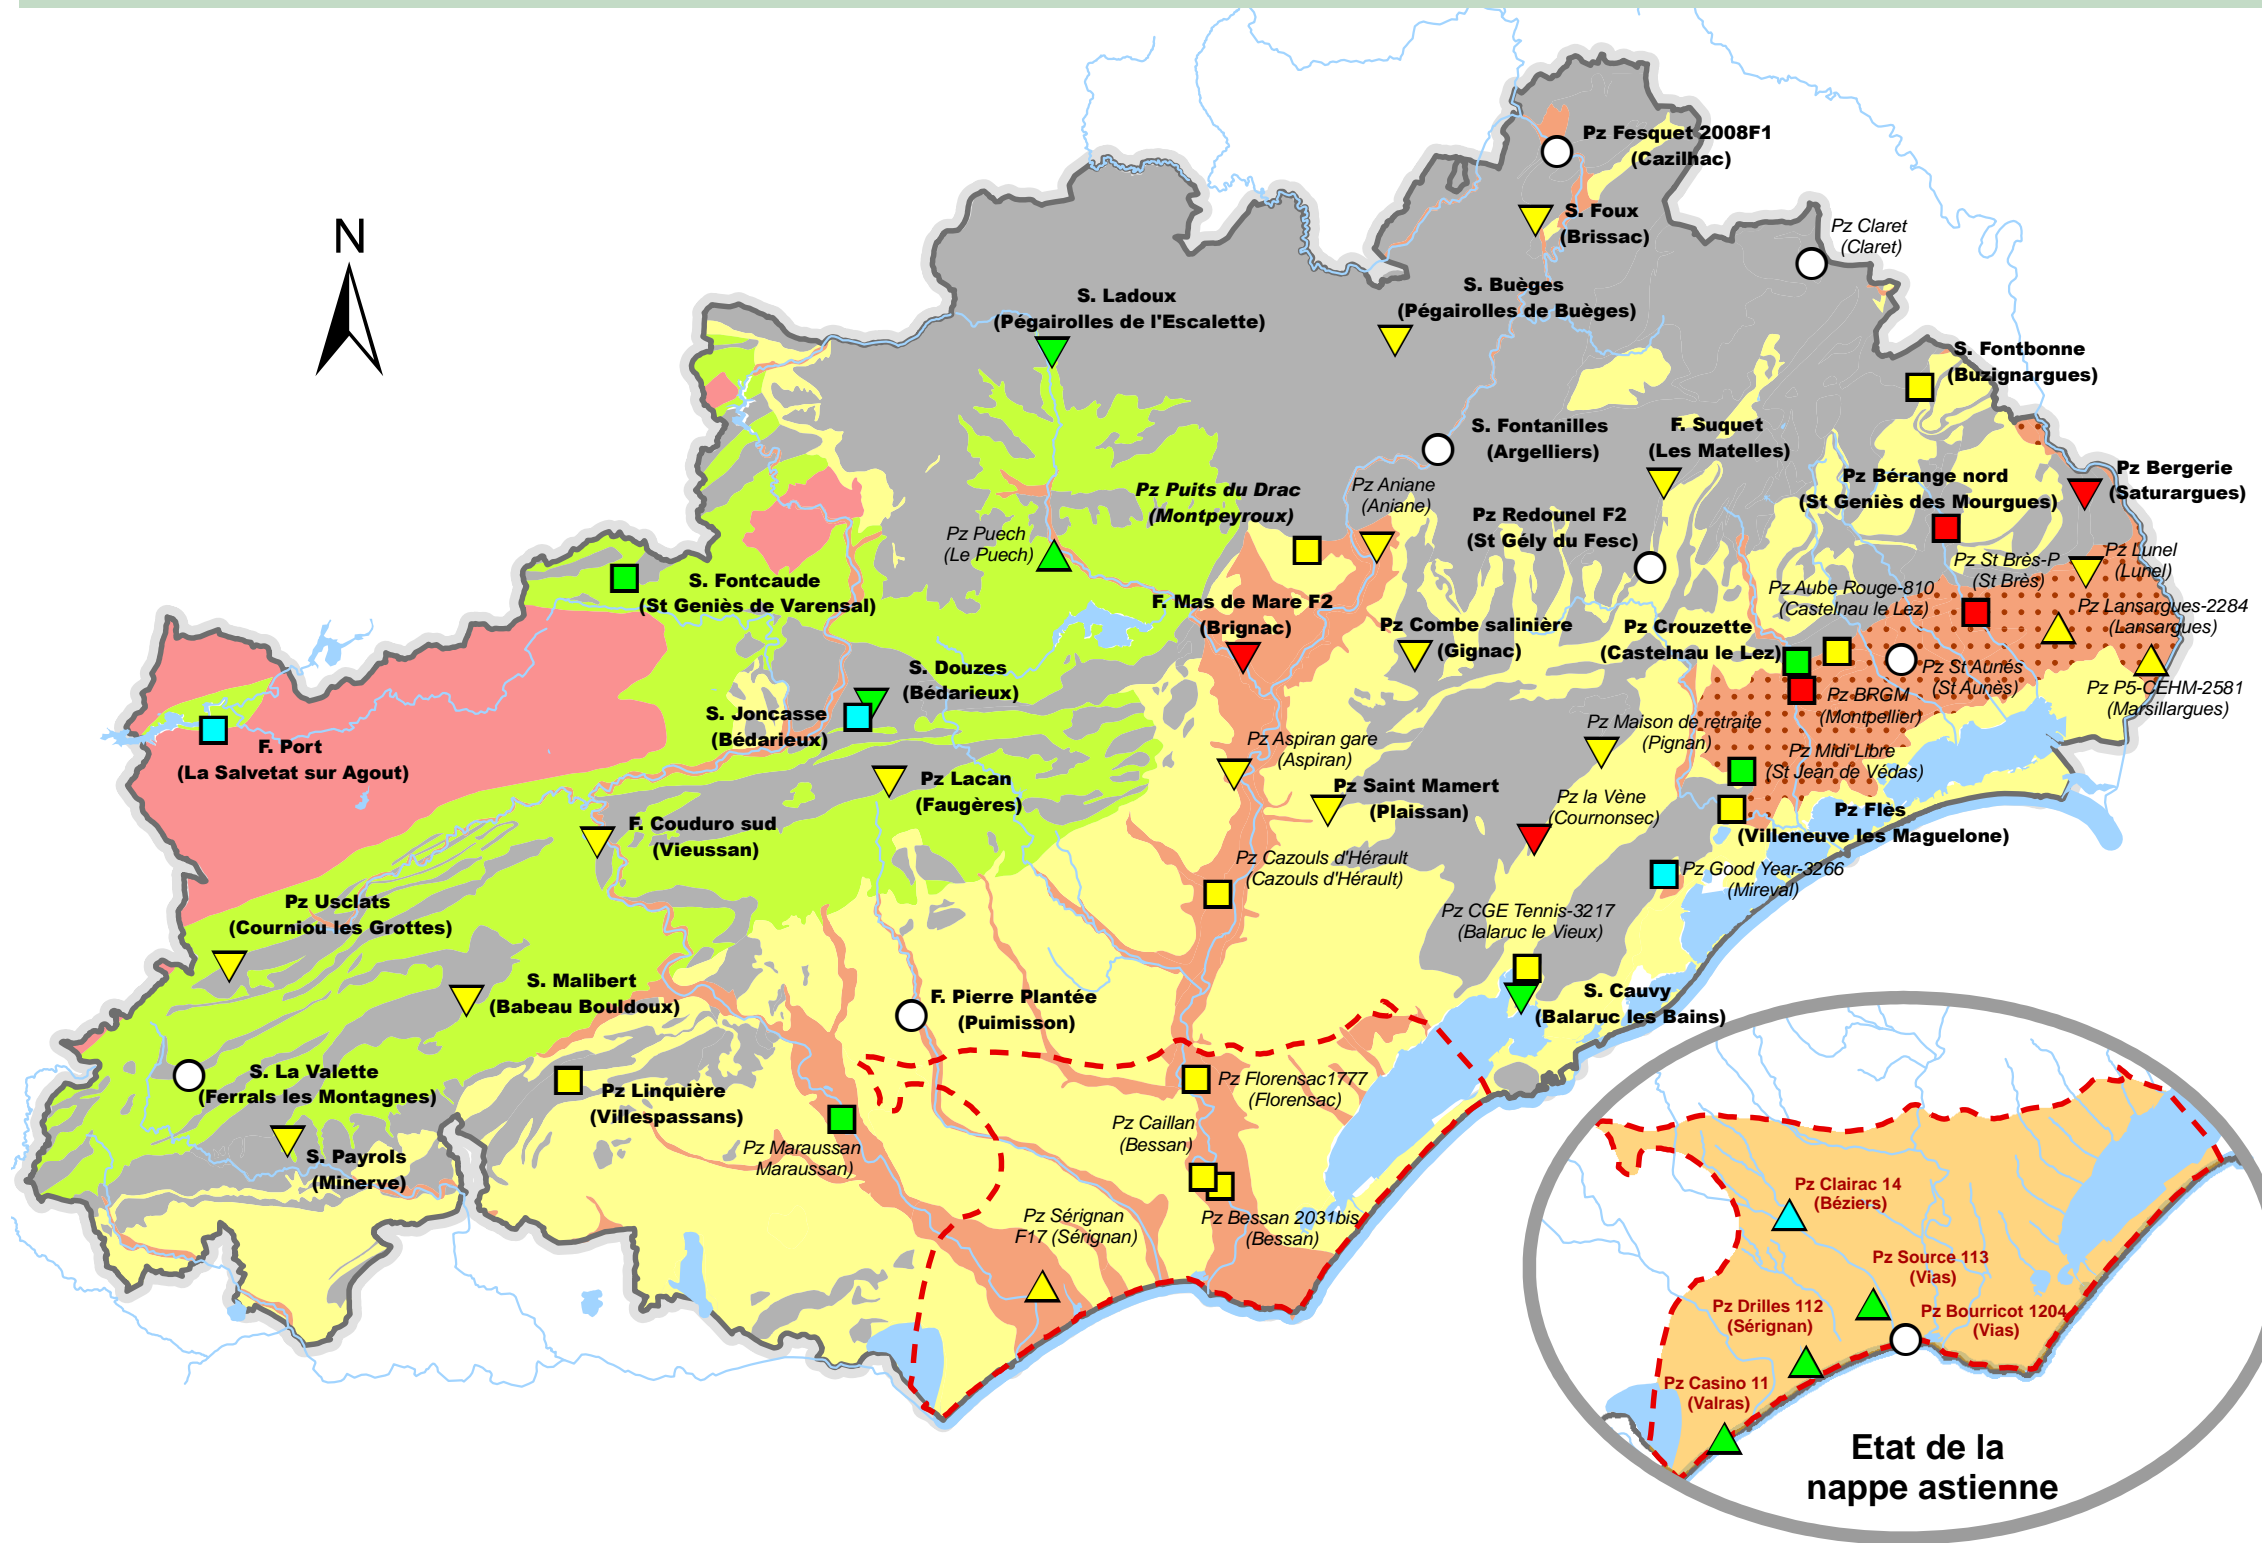 N
Pz Fesquet 2008F1
(Cazilhac)
S. Foux
(Brissac)
Pz Claret
(Claret)
S. Buèges
(Pégairolles de Buèges)
S. Ladoux
(Pégairolles de l'Escalette)
S. Fontbonne
(Buzignargues)
S. Fontanilles
(Argelliers)
F. Suquet
(Les Matelles)
Pz Bérange nord
(St Geniès des Mourgues)
Pz Bergerie
(Saturargues)
Pz Puits du Drac
(Montpeyroux)
Pz Aniane
(Aniane)
Pz Redounel F2
(St Gély du Fesc)
Pz Puech
(Le Puech)
Pz St Brès-P
(St Brès)
Pz Lunel
(Lunel)
S. Fontcaude
(St Geniès de Varensal)
Pz Aube Rouge-810
(Castelnau le Lez)
F. Mas de Mare F2
(Brignac)
Pz Lansargues-2284
(Lansargues)
Pz Combe salinière
(Gignac)
Pz Crouzette
(Castelnau le Lez)
S. Douzes
(Bédarieux)
Pz St Aunés
(St Aunès)
Pz P5-CEHM-2581
(Marsillargues)
Pz BRGM
(Montpellier)
S. Joncasse
(Bédarieux)
Pz Maison de retraite
(Pignan)
F. Port
(La Salvetat sur Agout)
Pz Aspiran gare
(Aspiran)
Pz Midi Libre
(St Jean de Védas)
Pz Lacan
(Faugères)
Pz Saint Mamert
(Plaissan)
Pz la Vène
(Cournonsec)
Pz Flès
(Villeneuve les Maguelone)
F. Couduro sud
(Vieussan)
Pz Cazouls d'Hérault
(Cazouls d'Hérault)
Pz Good Year-3266
(Mireval)
Pz Usclats
(Courniou les Grottes)
Pz CGE Tennis-3217
(Balaruc le Vieux)
S. Malibert
(Babeau Bouldoux)
F. Pierre Plantée
(Puimisson)
S. Cauvy
(Balaruc les Bains)
S. La Valette
(Ferrals les Montagnes)
Pz Linquière
(Villespassans)
Pz Florensac1777
(Florensac)
Pz Caillan
(Bessan)
Pz Maraussan
Maraussan)
S. Payrols
(Minerve)
Pz Sérignan
F17 (Sérignan)
Pz Bessan 2031bis
(Bessan)
Pz Clairac 14
(Béziers)
Pz Source 113
(Vias)
Pz Drilles 112
(Sérignan)
Pz Bourricot 1204
(Vias)
Pz Casino 11
(Valras)
Etat de la
nappe astienne